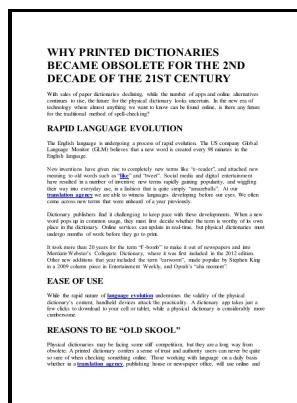 WHY PRINTED DICTIONARIES
BECAME OBSOLETE FOR THE 2ND
DECADE OF THE 21ST CENTURY
With sales of paper dictionaries declining, while the number of apps and online alternatives
continues to rise, the future for the physical dictionary looks uncertain. In the new era of
technology where almost anything we want to know can be found online, is there any future
for the traditional method of spell-checking?
RAPID LANGUAGE EVOLUTION
The English language is undergoing a process of rapid evolution. The US company Global
Language Monitor (GLM) believes that a new word is created every 98 minutes in the
English language.
New inventions have given rise to completely new terms like "e-reader", and attached new
meaning to old words such as "like" and "tweet". Social media and digital entertainment
have resulted in a number of inventive new terms rapidly gaining popularity, and wiggling
their way into everyday use, in a fashion that is quite simply "amazeballs". At our
translation agency we are able to witness languages developing before our eyes. We often
come across new terms that were unheard of a year previously.
Dictionary publishers find it challenging to keep pace with these developments. When a new
word pops up in common usage, they must first decide whether the term is worthy of its own
place in the dictionary. Online services can update in real-time, but physical dictionaries must
undergo months of work before they go to print.
It took more than 20 years for the term "F-bomb" to make it out of newspapers and into
Merriam-Webster's Collegiate Dictionary, where it was first included in the 2012 edition.
Other new additions that year included the term "earworm", made popular by Stephen King
in a 2009 column piece in Entertainment Weekly, and Oprah's "aha moment".
EASE OF USE
While the rapid nature of language evolution undermines the validity of the physical
dictionary's content, handheld devices attack the practicality. A dictionary app takes just a
few clicks to download to your cell or tablet, while a physical dictionary is considerably more
cumbersome.
REASONS TO BE "OLD SKOOL"
Physical dictionaries may be facing some stiff competition, but they are a long way from
obsolete. A printed dictionary confers a sense of trust and authority users can never be quite
so sure of when checking something online. Those working with language on a daily basis
whether in a translation agency, publishing house or newspaper office, will use online and